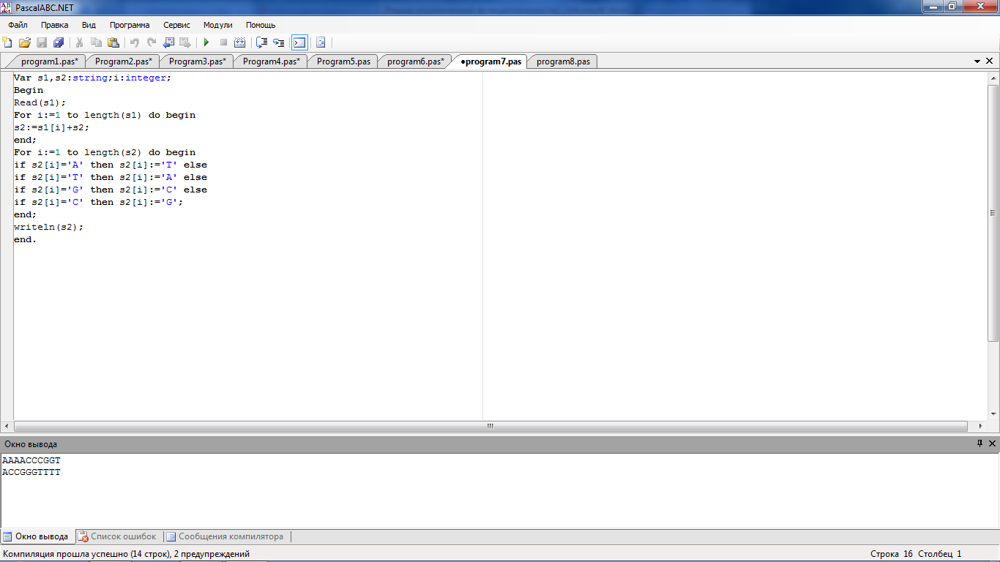 PascalABC.NET
Файл Правка Вид Программа Сервис Модули Помощь
program1.pas* Program2.pas* Program3.pas* Program4.pas* Program5.pas program6.pas* •program7.pas program8.pas
Var s1,s2:string;i:integer;
Begin
Read(s1);
For i:=1 to length(s1) do begin
s2:=s1[i]+s2;
end;
For i:=1 to length(s2) do begin
if s2[i]='A' then s2[i]:='T' else
if s2[i]='T' then s2[i]:='A' else
if s2[i]='G' then s2[i]:='C' else
if s2[i]='C' then s2[i]:='G';
end;
writeln(s2);
end.
Окно вывода
AAAACCCGGT
ACCGGGTTTT
Окно вывода Список ошибок Сообщения компилятора
Компиляция прошла успешно (14 строк), 2 предупреждений Строка 16 Столбец 1